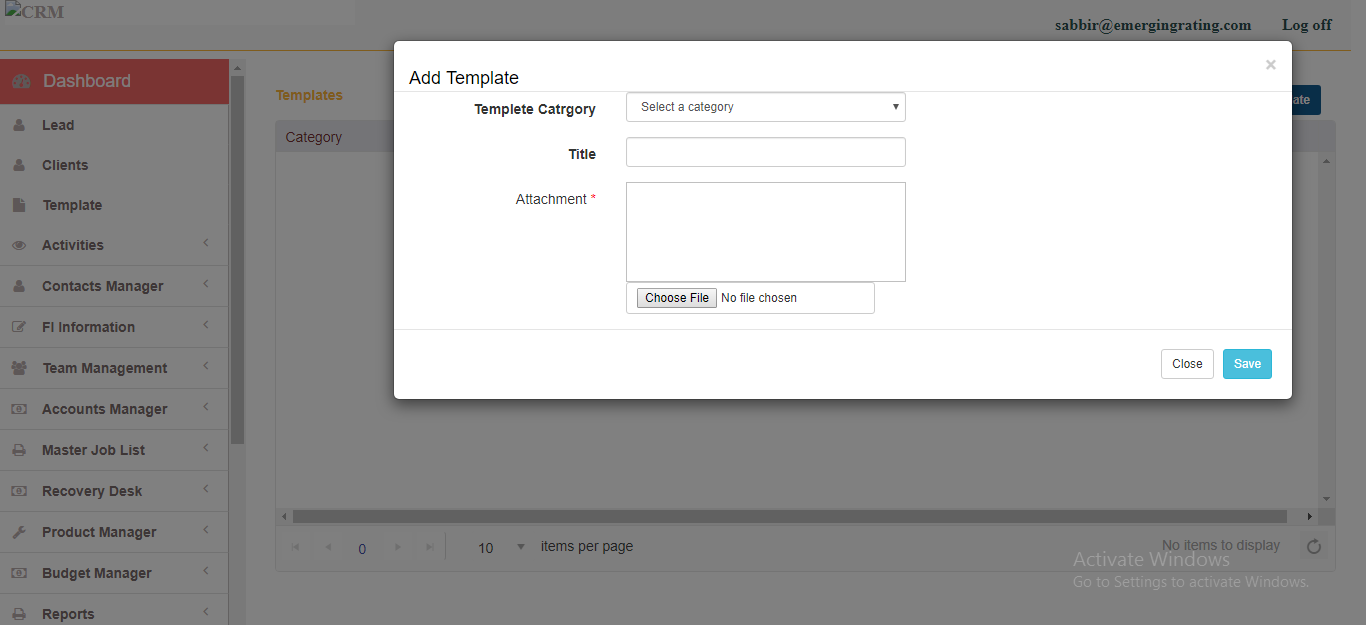 CRM
sabbir@emergingrating.com Log off
Dashboard
Lead
Clients
Template
Activities
Contacts Manager
FI Information
Team Management
Accounts Manager
Master Job List
Recovery Desk
Product Manager
Budget Manager
Reports
Templates
ate
Category
Add Template
×
Templete Catrgory Select a category
Title
Attachment *
Choose File No file chosen
Close Save
0 10 items per page No items to display
Activate Windows
Go to Settings to activate Windows.